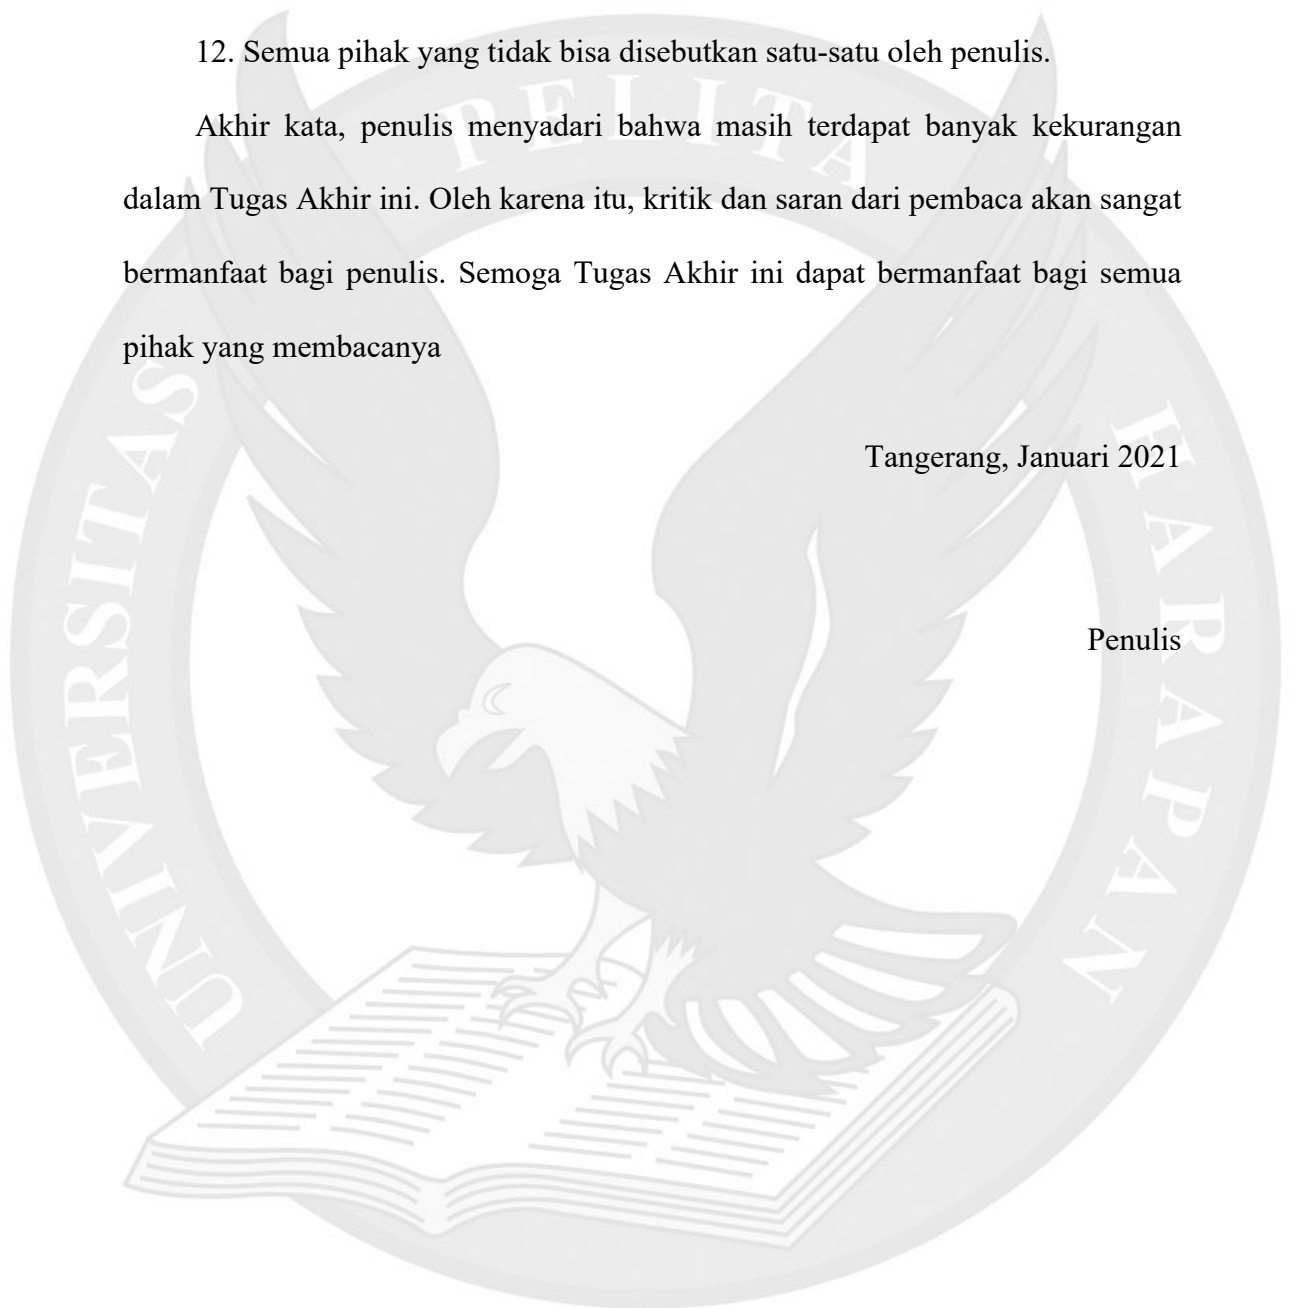 12. Semua pihak yang tidak bisa disebutkan satu-satu oleh penulis.
Akhir kata, penulis menyadari bahwa masih terdapat banyak kekurangan
dalam Tugas Akhir ini. Oleh karena itu, kritik dan saran dari pembaca akan sangat
bermanfaat bagi penulis. Semoga Tugas Akhir ini dapat bermanfaat bagi semua
pihak yang membacanya
Tangerang, Januari 2021
Penulis
UNIVERSITAS PELITA HARAPAN